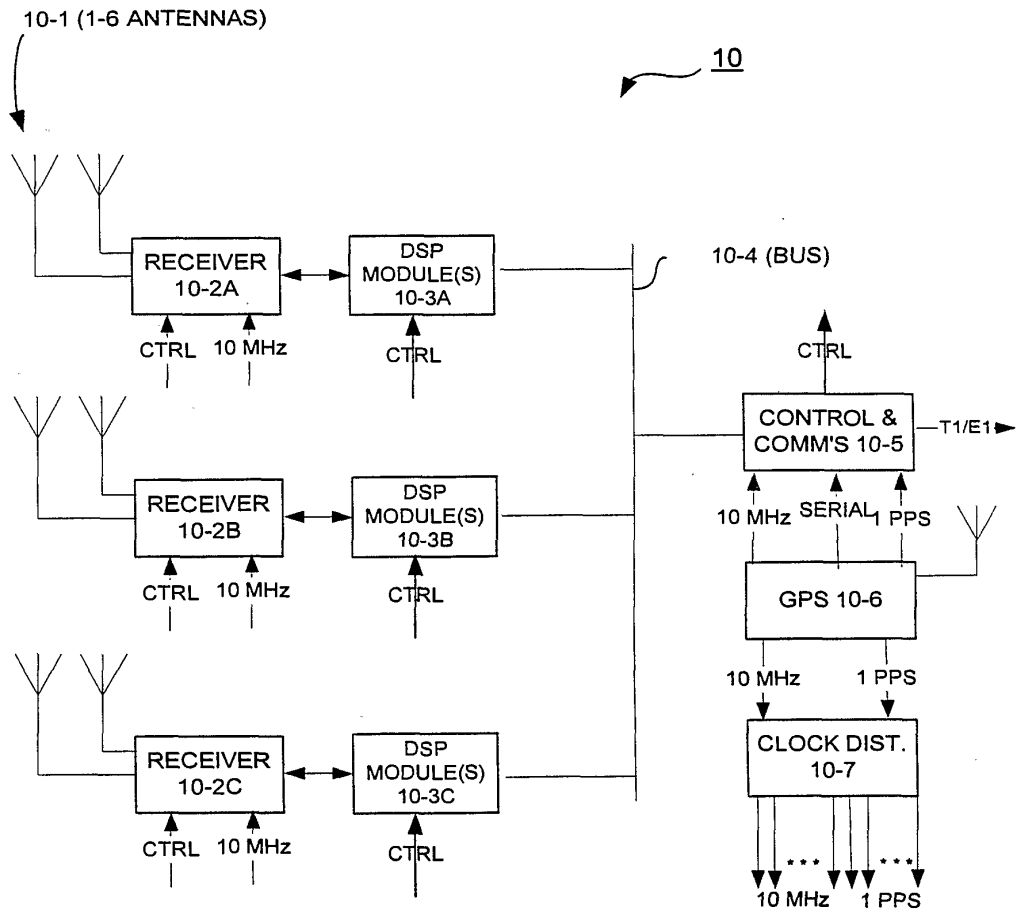 10-1 (1-6 ANTENNAS)
10
RECEIVER
10-2A
DSP
MODULE(S)
10-3A
10-4 (BUS)
CTRL
10 MHz
CTRL
CTRL
CONTROL &
COMM'S 10-5
T1/E1
RECEIVER
10-2B
DSP
MODULE(S)
10-3B
10 MHz
SERIAL
1 PPS
CTRL
10 MHz
CTRL
GPS 10-6
10 MHz
1 PPS
RECEIVER
10-2C
DSP
MODULE(S)
10-3C
CLOCK DIST.
10-7
CTRL
10 MHz
CTRL
***
***
10 MHz
1 PPS